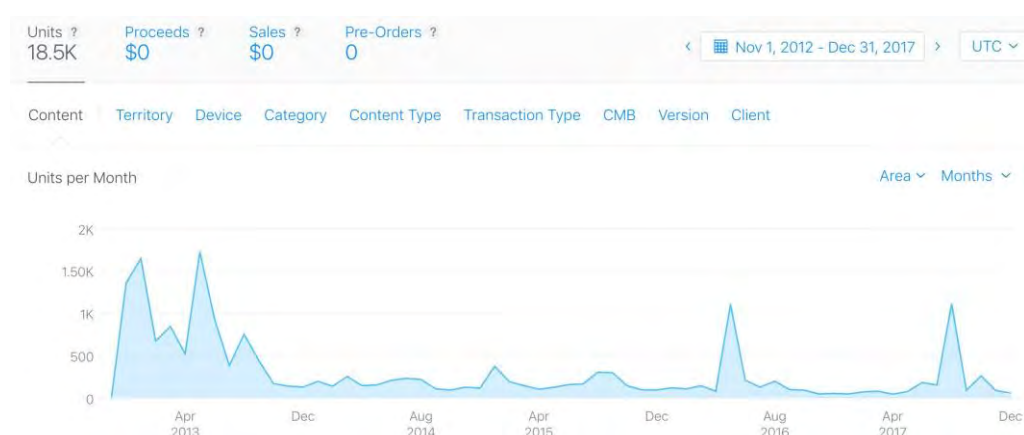 Units ? Proceeds ? Sales ? Pre-Orders ?
18.5K $0 $0 0
Nov 1, 2012 - Dec 31, 2017 UTC
Content Territory Device Category Content Type Transaction Type CMB Version Client
Units per Month
Area Months
2K
1.50K
1K
500
0
Apr Dec Aug Apr Dec Aug Apr Dec
2013 2014 2015 2016 2017